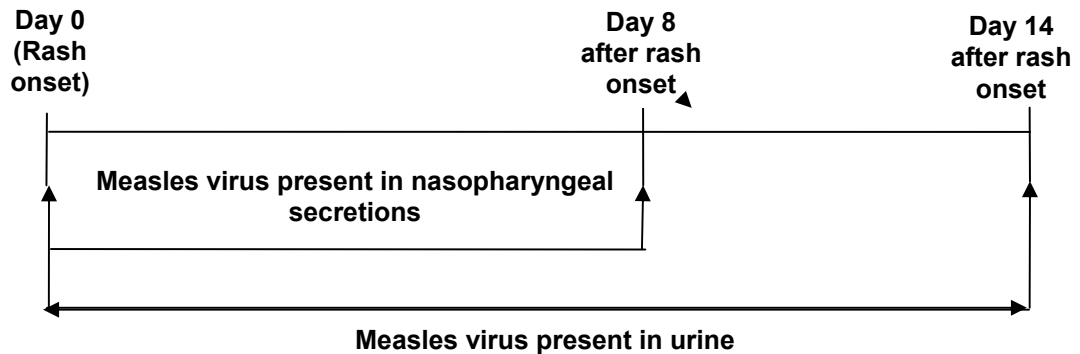 Day 0
(Rash
onset)
Day 8
after rash
onset
Day 14
after rash
onset
Measles virus present in nasopharyngeal
secretions
Measles virus present in urine